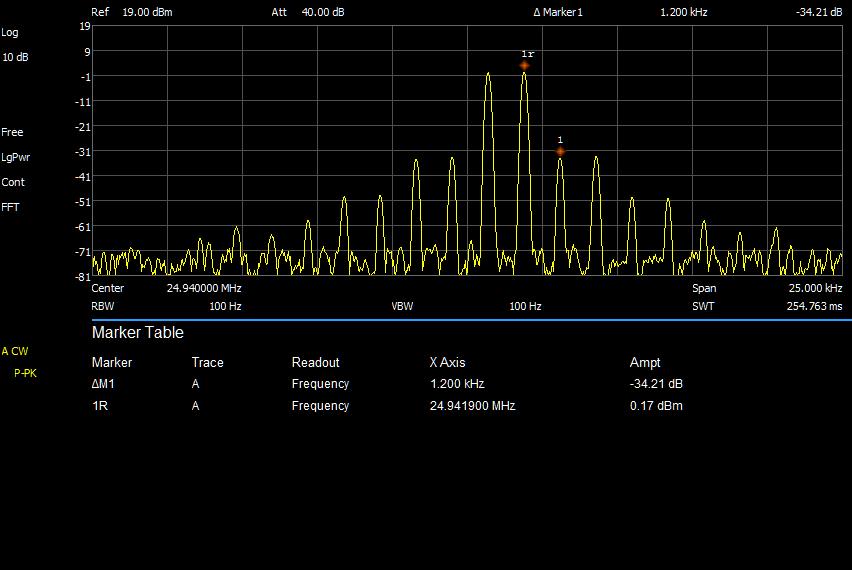 Ref 19.00 dBm Att 40.00 dB Δ Marker1 1.200 kHz -34.21 dB
19
Log
9
10 dB
1r
-1
-11
-21
Free
1
-31
LgPwr
-41
Cont
-51
FFT
-61
-71
-81
Center 24.940000 MHz Span 25.000 kHz
RBW 100 Hz VBW 100 Hz SWT 254.763 ms
Marker Table
A CW
Marker Trace Readout X Axis Ampt
P-PK
ΔM1 A Frequency 1.200 kHz -34.21 dB
1R A Frequency 24.941900 MHz 0.17 dBm